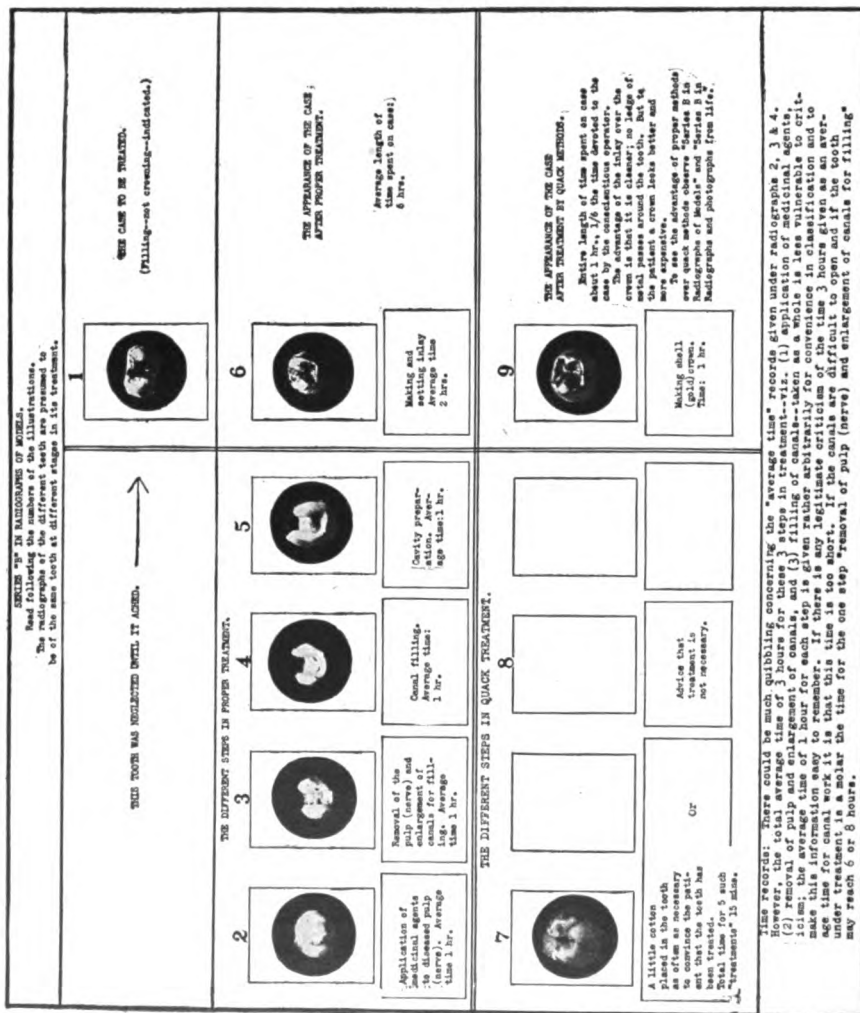 SERIES "B" IN RADIOGRAPHS OF MODELS.
Read following the numbers of the illustrations.
The radiographs of the different teeth are presumed to
be of the same tooth at different stages in its treatment.
THIS TOOTH WAS NEGLECTED UNTIL IT ACHED.
1
THE CASE TO BE TREATED.
(Filling--not crowning--indicated.)
THE DIFFERENT STEPS IN PROPER TREATMENT.
2
Application of
medicinal agents
to diseased pulp
(nerve). Average
time 1 hr.
3
Removal of the
pulp (nerve) and
enlargement of
canals for fill-
ing. Average
time 1 hr.
4
Canal filling.
Average time:
1 hr.
5
Cavity prepar-
ation. Aver-
age time:1 hr.
6
Making and
setting inlay
Average time
2 hrs.
THE APPEARANCE OF THE CASE
AFTER PROPER TREATMENT.
Average length of
time spent on case:
6 hrs.
THE DIFFERENT STEPS IN QUACK TREATMENT.
7
A little cotton
placed in the tooth
as often as necessary
to convince the pati-
ent that the tooth has
been treated.
Total time for 5 such
"treatments" 15 mins.
Or
8
Advice that
treatment is
not necessary.
9
Making shell
(gold) crown.
Time: 1 hr.
THE APPEARANCE OF THE CASE
AFTER TREATMENT BY QUACK METHODS.
Entire length of time spent on case
about 1 hr., 1/6 the time devoted to the
case by the conscientious operator.
The advantage of the inlay over the
crown is that it is cleaner; no ledge of
metal passes around the tooth. But to
the patient a crown looks better and
more expensive.
To see the advantage of proper methods
over quack methods observe "Series B in
Radiographs of Models" and "Series B in
Radiographs and photographs from life."
Time records: There could be much quibbling concerning the "average time" records given under radiographs 2, 3 & 4.
However, the total average time of 3 hours for these 3 steps in treatment--viz. (1) application of medicinal agents,
(2) removal of pulp and enlargement of canals, and (3) filling of canals--taken as a whole is less vulnerable to crit-
icism; the average time of 1 hour for each step is given rather arbitrarily for convenience in classification and to
make this information easy to remember. If there is any legitimate criticism of the time 3 hours given as an aver-
age time for canal work it is that this time is too short. If the canals are difficult to open and if the tooth
under treatment is a molar the time for the one step "removal of pulp (nerve) and enlargement of canals for filling"
may reach 6 or 8 hours.